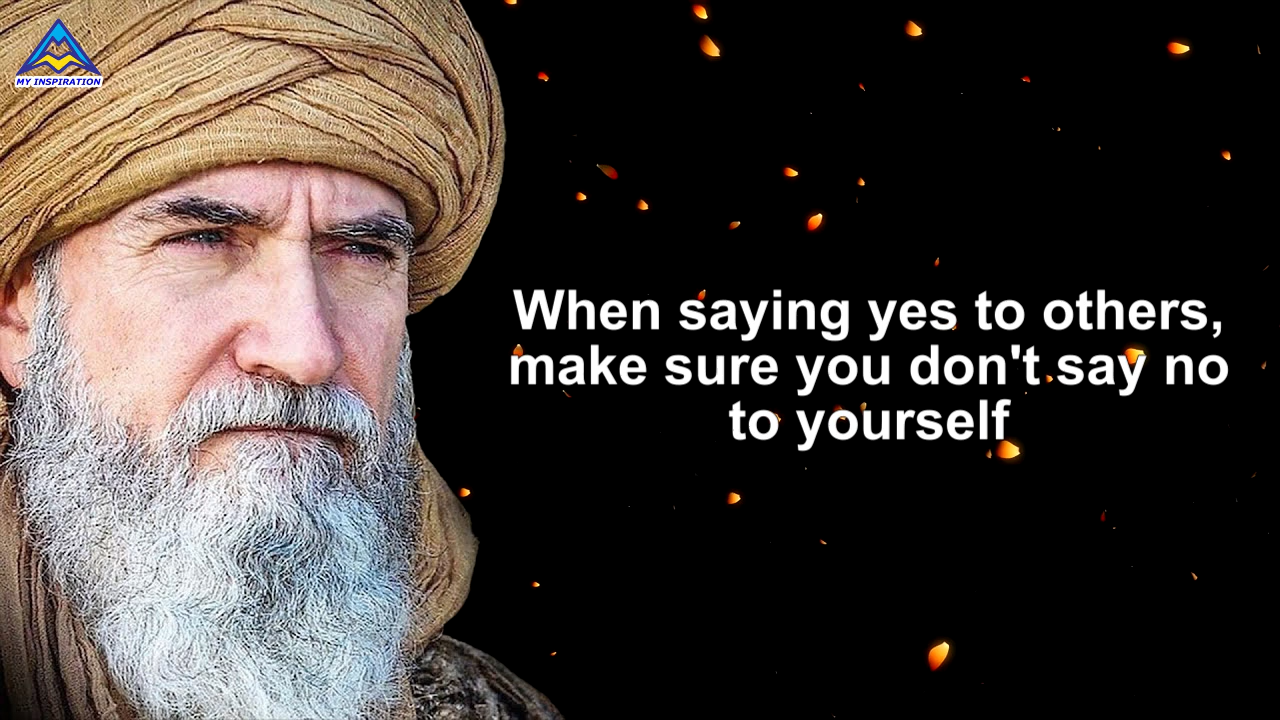 MY INSPIRATION
When saying yes to others,
make sure you don't say no
to yourself